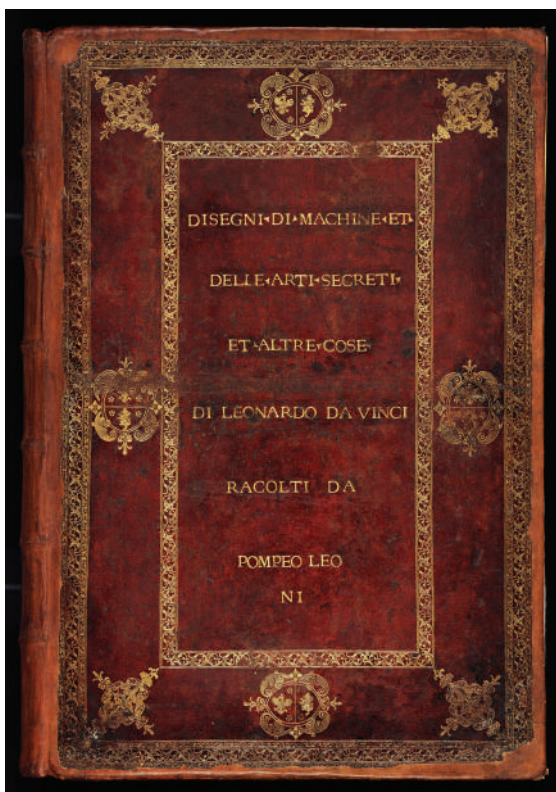 DISEGNI·DI·MACHINE·ET·
DELLE·ARTI·SECRETI·
ET·ALTRE·COSE·
DI LEONARDO DA VINCI
RACOLTI DA
POMPEO LEO
NI